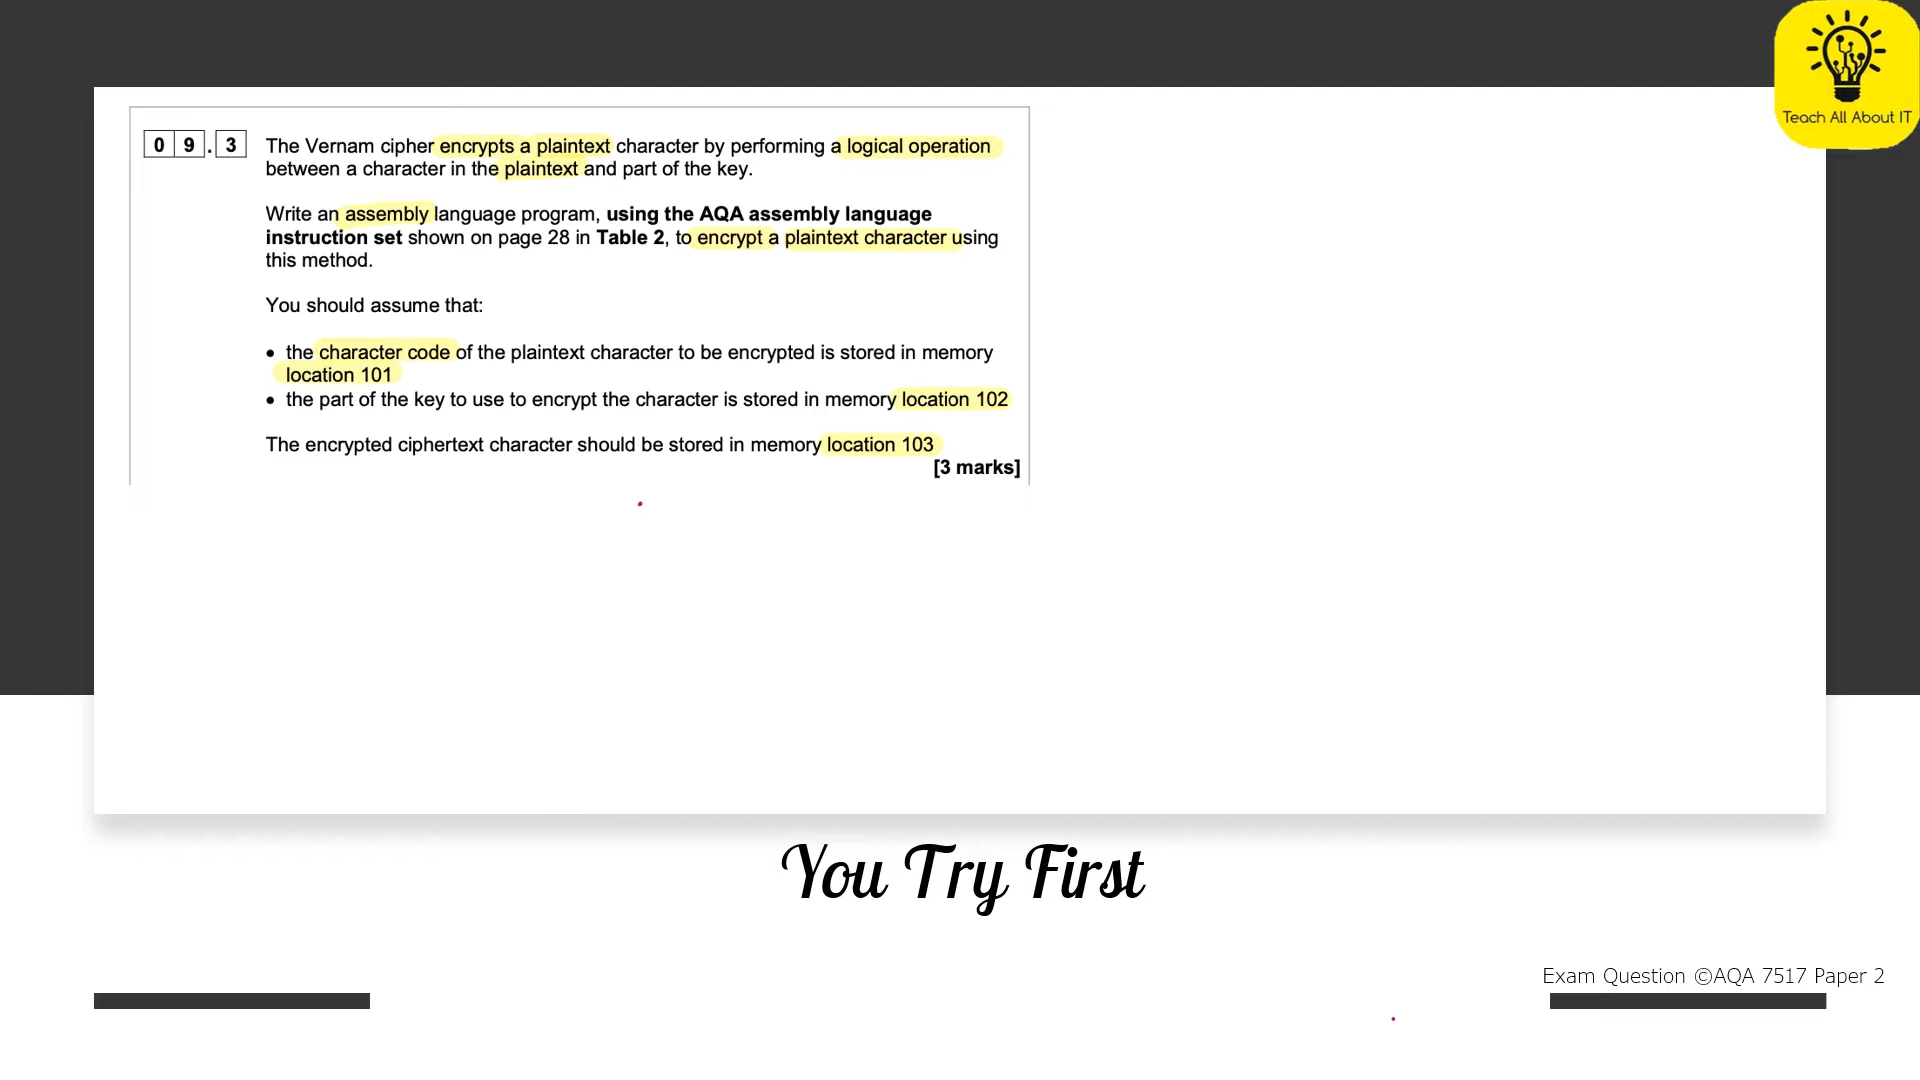 Teach All About IT
09.3 The Vernam cipher encrypts a plaintext character by performing a logical operation
between a character in the plaintext and part of the key.
Write an assembly language program, using the AQA assembly language
instruction set shown on page 28 in Table 2, to encrypt a plaintext character using
this method.
You should assume that:
• the character code of the plaintext character to be encrypted is stored in memory
location 101
• the part of the key to use to encrypt the character is stored in memory location 102
The encrypted ciphertext character should be stored in memory location 103
[3 marks]
You Try First
Exam Question ©AQA 7517 Paper 2